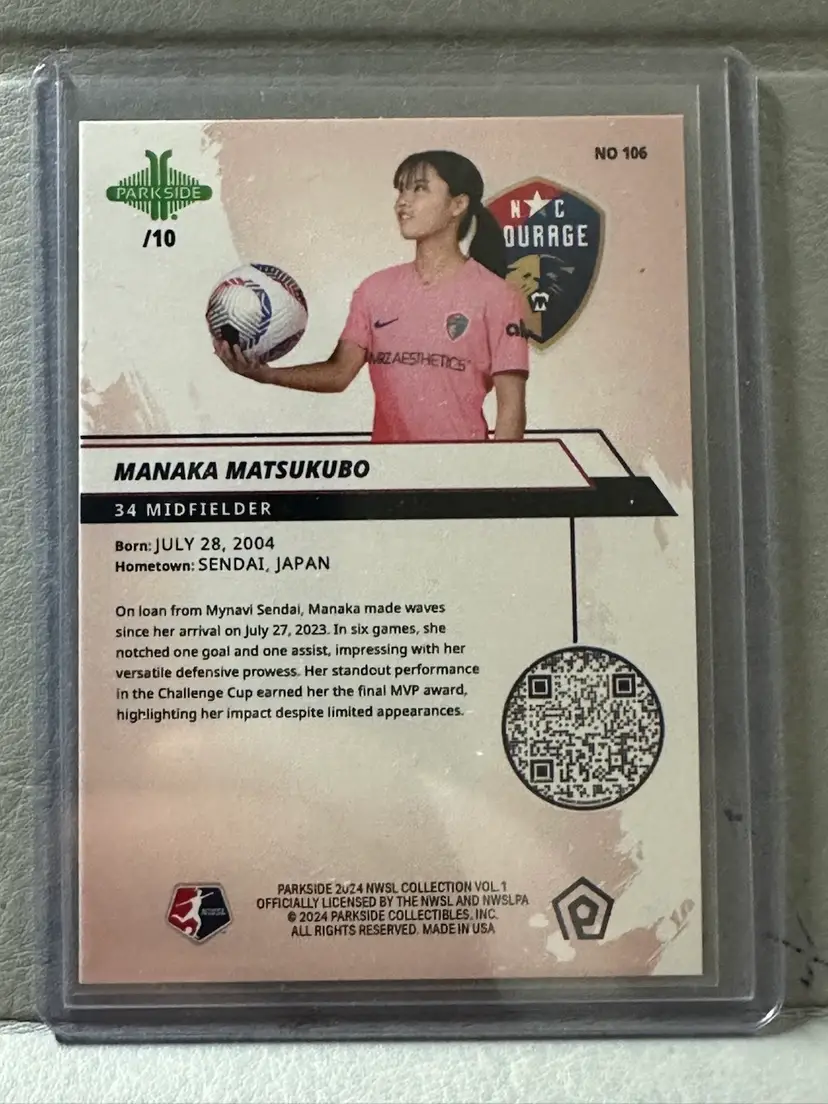 PARKSIDE
/10
NO 106
N C
OURAGE
MRZAESTHETICS
MANAKA MATSUKUBO
34 MIDFIELDER
Born: JULY 28, 2004
Hometown: SENDAI, JAPAN
On loan from Mynavi Sendai, Manaka made waves
since her arrival on July 27, 2023. In six games, she
notched one goal and one assist, impressing with her
versatile defensive prowess. Her standout performance
in the Challenge Cup earned her the final MVP award,
highlighting her impact despite limited appearances.
PARKSIDE 2024 NWSL COLLECTION VOL.1
OFFICIALLY LICENSED BY THE NWSL AND NWSLPA
© 2024 PARKSIDE COLLECTIBLES, INC.
ALL RIGHTS RESERVED. MADE IN USA